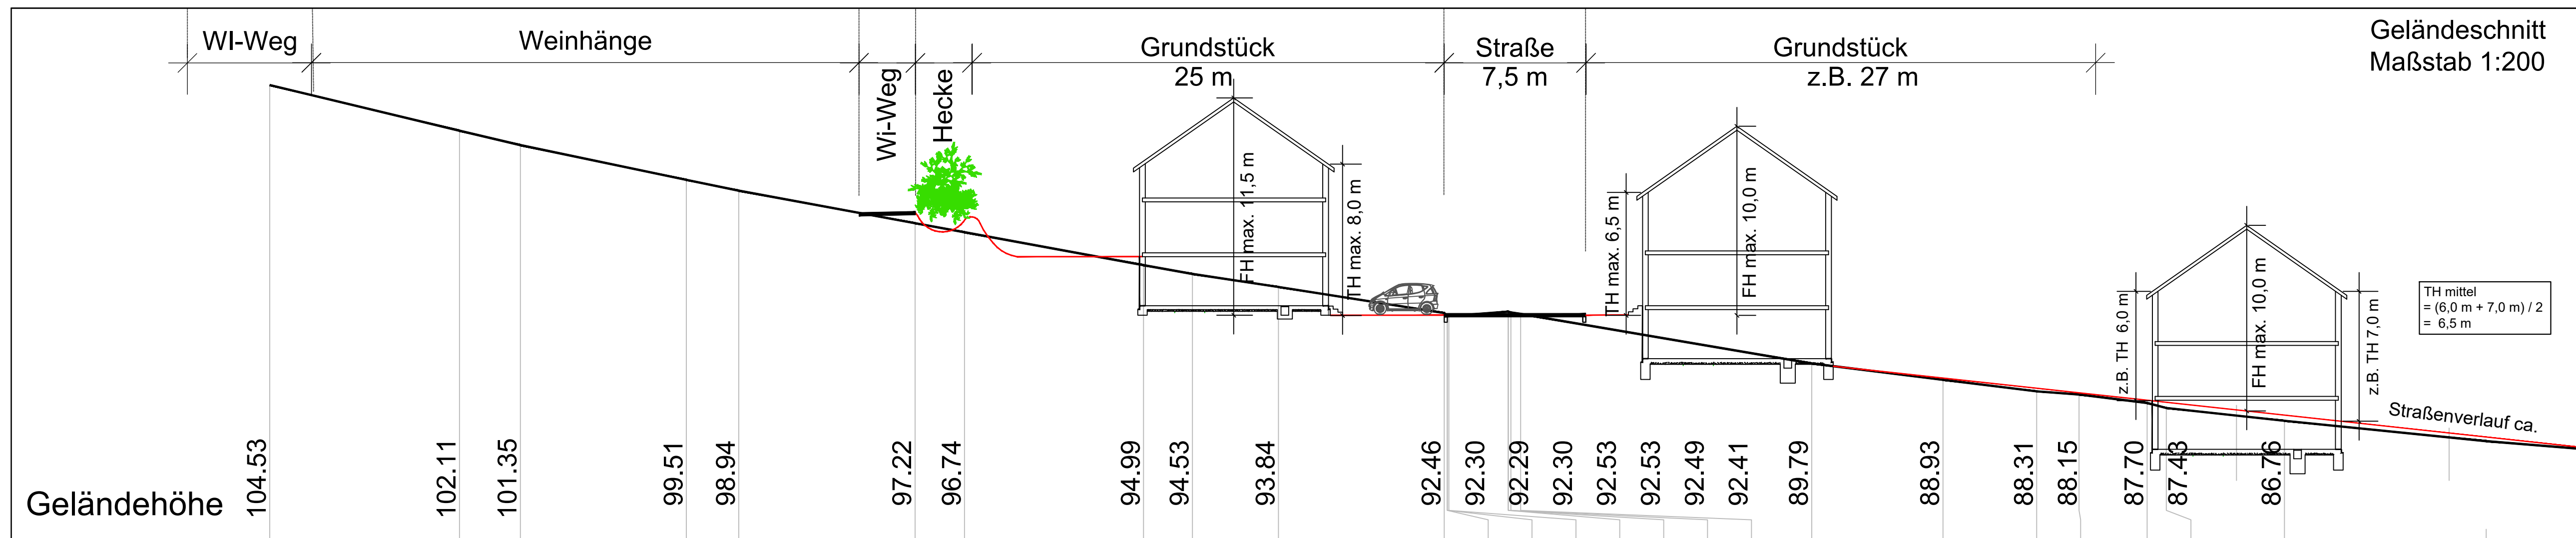 WI-Weg
Weinhänge
Wi-Weg
Hecke
Grundstück
25 m
Straße
7,5 m
Grundstück
z.B. 27 m
Geländeschnitt
Maßstab 1:200
FH max. 11,5 m
TH max. 8,0 m
TH max. 6,5 m
FH max. 10,0 m
z.B. TH 6,0 m
FH max. 10,0 m
z.B. TH 7,0 m
TH mittel
= (6,0 m + 7,0 m) / 2
= 6,5 m
Straßenverlauf ca.
Geländehöhe
104.53
102.11
101.35
99.51
98.94
97.22
96.74
94.99
94.53
93.84
92.46
92.30
92.29
92.30
92.53
92.53
92.49
92.41
89.79
88.93
88.31
88.15
87.70
87.43
86.76